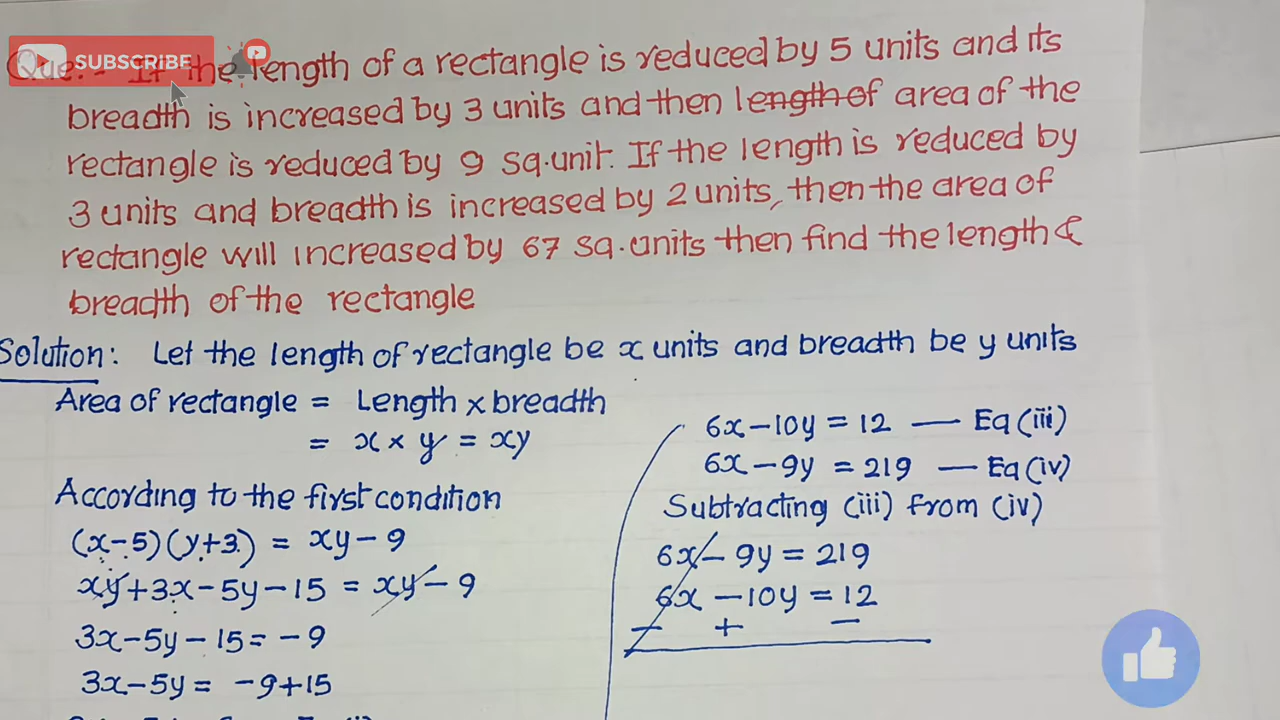 SUBSCRIBE
Que:- If the length of a rectangle is reduced by 5 units and its
breadth is increased by 3 units and then length of area of the
rectangle is reduced by 9 sq.unit. If the length is reduced by
3 units and breadth is increased by 2 units, then the area of
rectangle will increased by 67 sq.units then find the length &
breadth of the rectangle
Solution: Let the length of rectangle be x units and breadth be y units
Area of rectangle = Length × breadth
= x × y = xy
According to the first condition
(x-5)(y+3) = xy-9
xy+3x-5y-15 = xy-9
3x-5y-15 = -9
3x-5y = -9+15
6x-10y = 12 — Eq(iii)
6x-9y = 219 — Eq(iv)
Subtracting (iii) from (iv)
6x-9y = 219
6x-10y = 12
- + -